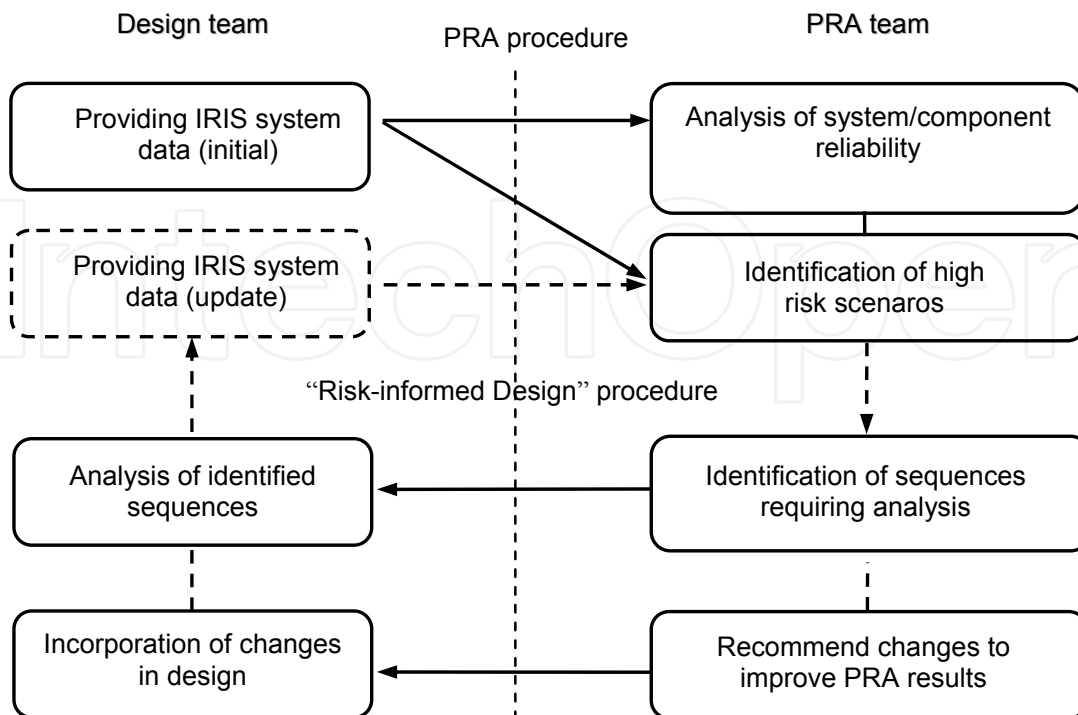 Design team
PRA procedure
PRA team
Providing IRIS system
data (initial)
Analysis of system/component
reliability
Providing IRIS system
data (update)
Identification of high
risk scenaros
“Risk-informed Design” procedure
Analysis of identified
sequences
Identification of sequences
requiring analysis
Incorporation of changes
in design
Recommend changes to
improve PRA results
IntechOpen